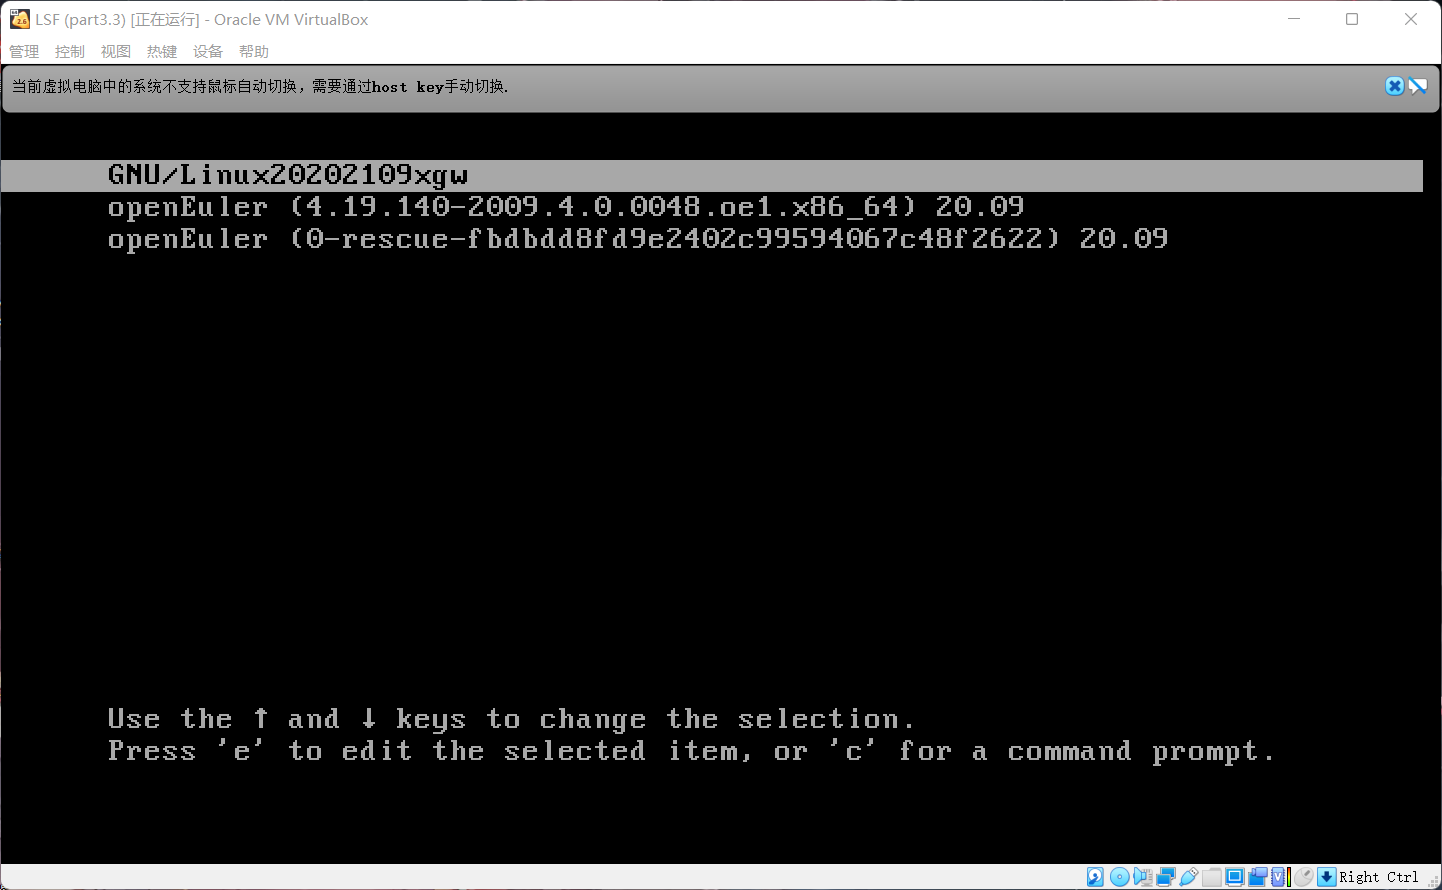 LSF (part3.3) [正在运行] - Oracle VM VirtualBox
管理 控制 视图 热键 设备 帮助
当前虚拟电脑中的系统不支持鼠标自动切换，需要通过host key手动切换.
GNU/Linux20202109xgw
openEuler (4.19.140-2009.4.0.0048.oe1.x86_64) 20.09
openEuler (0-rescue-fbdbdd8fd9e2402c99594067c48f2622) 20.09
Use the ↑ and ↓ keys to change the selection.
Press 'e' to edit the selected item, or 'c' for a command prompt.
Right Ctrl